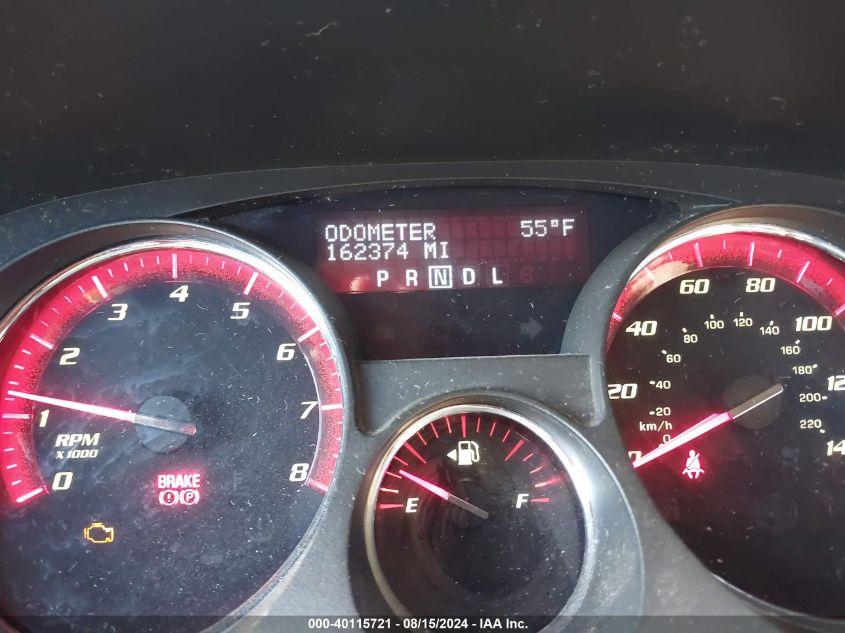 ODOMETER 55°F
162374 MI
P R N D L
0 1 2 3 4 5 6 7 8
RPM
X 1000
BRAKE
E F
20 40 60 80 100
0 20 40 60 80 100 120 140 160 180 200 220
km/h
000-40115721 - 08/15/2024 - IAA Inc.